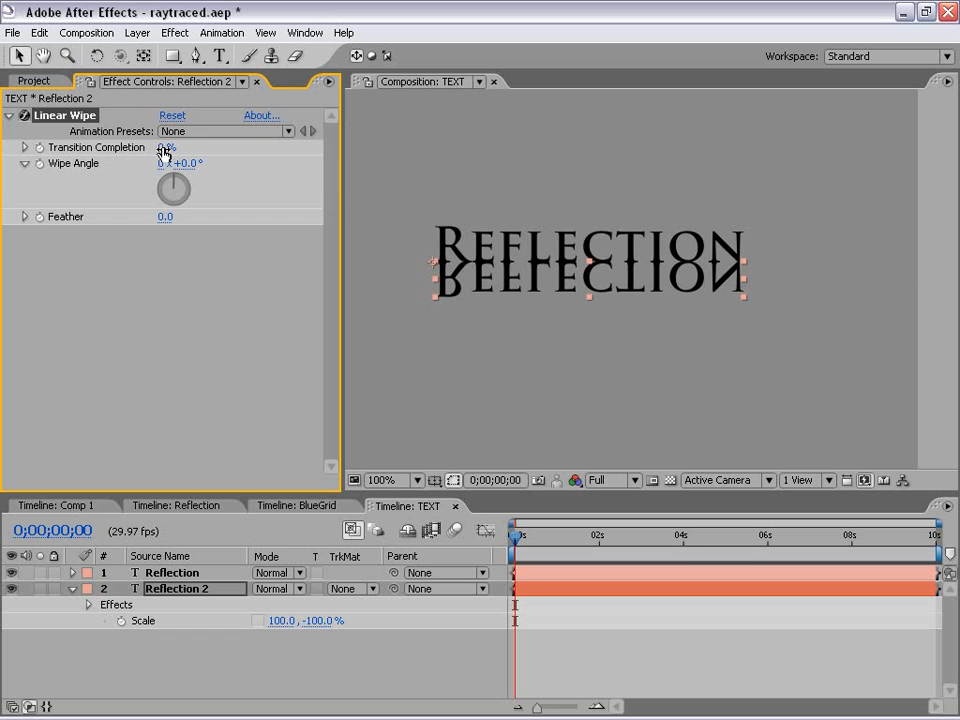 Adobe After Effects - raytraced.aep *
File Edit Composition Layer Effect Animation View Window Help
Workspace: Standard
Project Effect Controls: Reflection 2 Composition: TEXT
TEXT * Reflection 2
Linear Wipe Reset About...
Animation Presets: None
Transition Completion
Wipe Angle 0 x +0.0°
Feather 0.0
REFLECTION
REFLECTION
100% 0;00;00;00 Full Active Camera 1 View
Timeline: Comp 1 Timeline: Reflection Timeline: BlueGrid Timeline: TEXT
0;00;00;00 (29.97 fps)
02s 04s 06s 08s 10s
# Source Name Mode T TrkMat Parent
1 T Reflection Normal None
2 T Reflection 2 Normal None None
Effects
Scale 100.0, -100.0 %